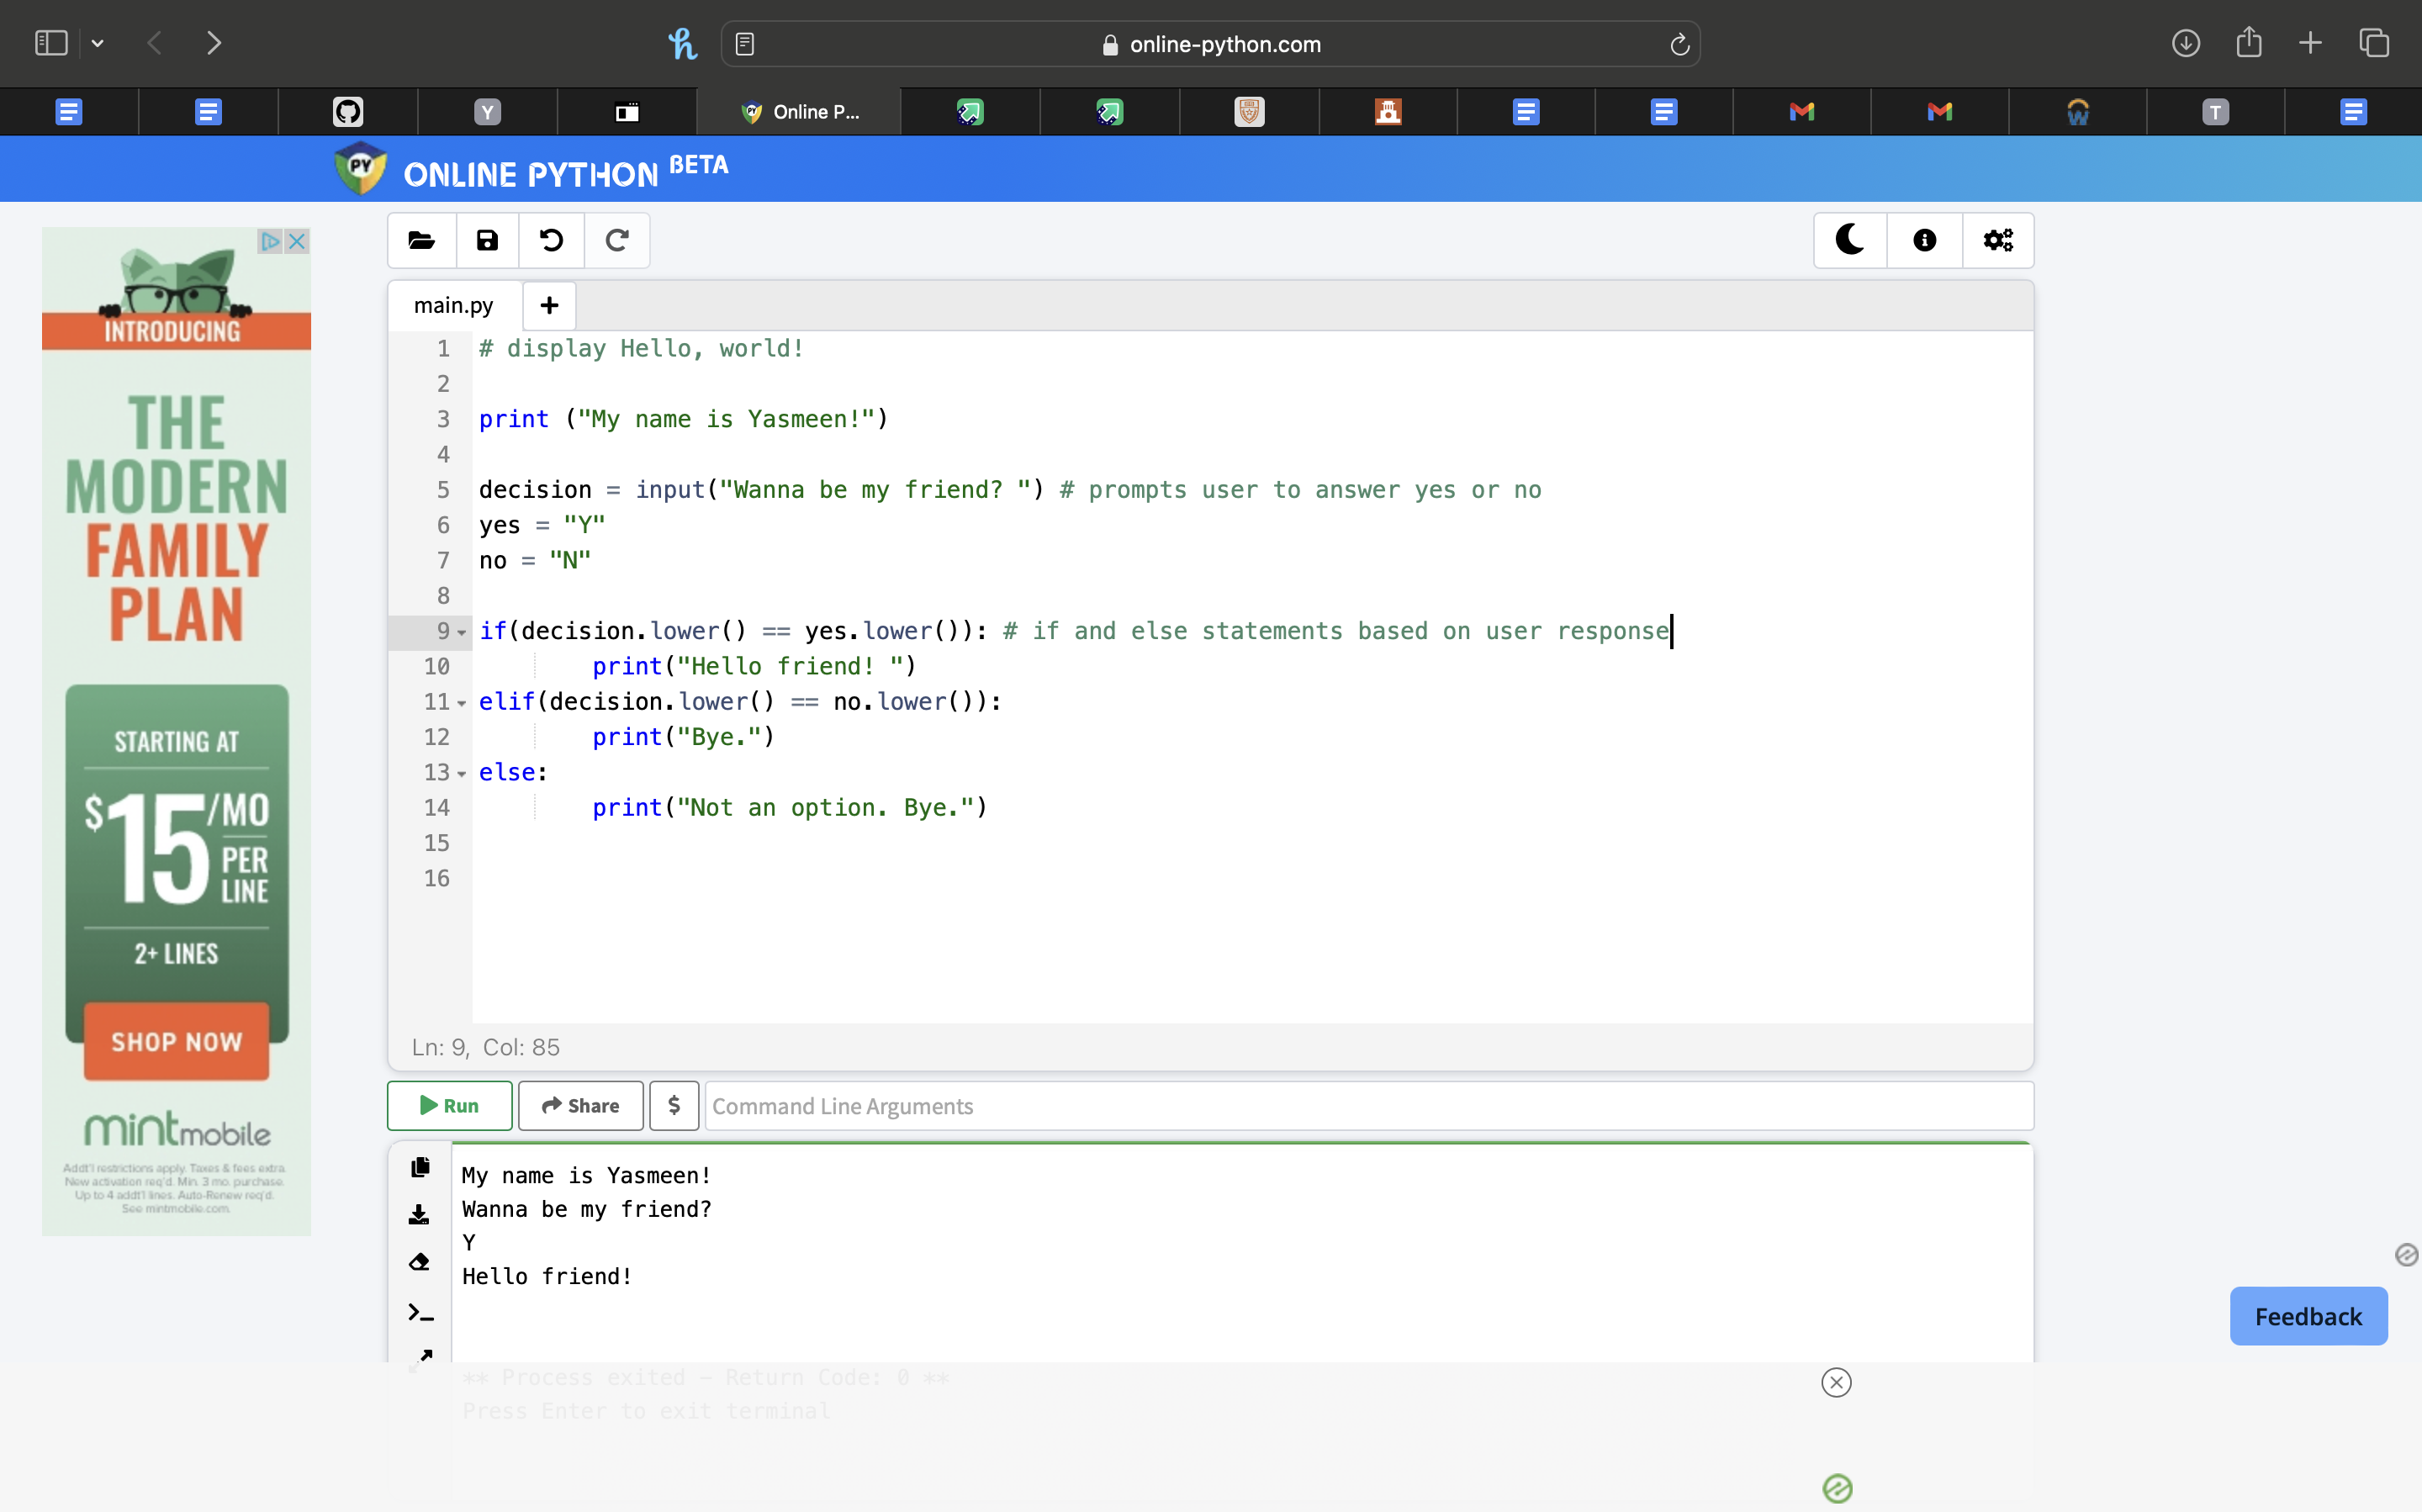 online-python.com
Y
Online P...
T
PY ONLINE PYTHON BETA
INTRODUCING
THE
MODERN
FAMILY
PLAN
STARTING AT
$15/MO
PER
LINE
2+ LINES
SHOP NOW
mintmobile
Addt'l restrictions apply. Taxes & fees extra.
New activation req'd. Min. 3 mo. purchase.
Up to 4 addt'l lines. Auto-Renew req'd.
See mintmobile.com.
main.py +
1 # display Hello, world!
2
3 print ("My name is Yasmeen!")
4
5 decision = input("Wanna be my friend? ") # prompts user to answer yes or no
6 yes = "Y"
7 no = "N"
8
9 if(decision.lower() == yes.lower()): # if and else statements based on user response
10 print("Hello friend! ")
11 elif(decision.lower() == no.lower()):
12 print("Bye.")
13 else:
14 print("Not an option. Bye.")
15
16
Ln: 9, Col: 85
Run Share $ Command Line Arguments
My name is Yasmeen!
Wanna be my friend?
Y
Hello friend!
** Process exited - Return Code: 0 **
Press Enter to exit terminal
Feedback